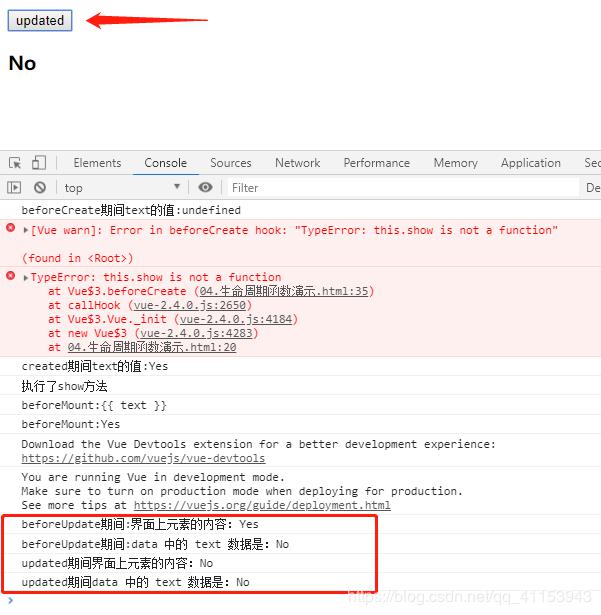 updated
No
Elements Console Sources Network Performance Memory Application Sec
top Filter De
beforeCreate期间text的值:undefined
[Vue warn]: Error in beforeCreate hook: "TypeError: this.show is not a function"
(found in <Root>)
TypeError: this.show is not a function
at Vue$3.beforeCreate (04.生命周期函数演示.html:35)
at callHook (vue-2.4.0.js:2650)
at Vue$3.Vue._init (vue-2.4.0.js:4184)
at new Vue$3 (vue-2.4.0.js:4283)
at 04.生命周期函数演示.html:20
created期间text的值:Yes
执行了show方法
beforeMount:{{ text }}
beforeMount:Yes
Download the Vue Devtools extension for a better development experience:
https://github.com/vuejs/vue-devtools
You are running Vue in development mode.
Make sure to turn on production mode when deploying for production.
See more tips at https://vuejs.org/guide/deployment.html
beforeUpdate期间:界面上元素的内容: Yes
beforeUpdate期间:data 中的 text 数据是: No
updated期间界面上元素的内容: No
updated期间data 中的 text 数据是: No
https://blog.csdn.net/qq_41153943